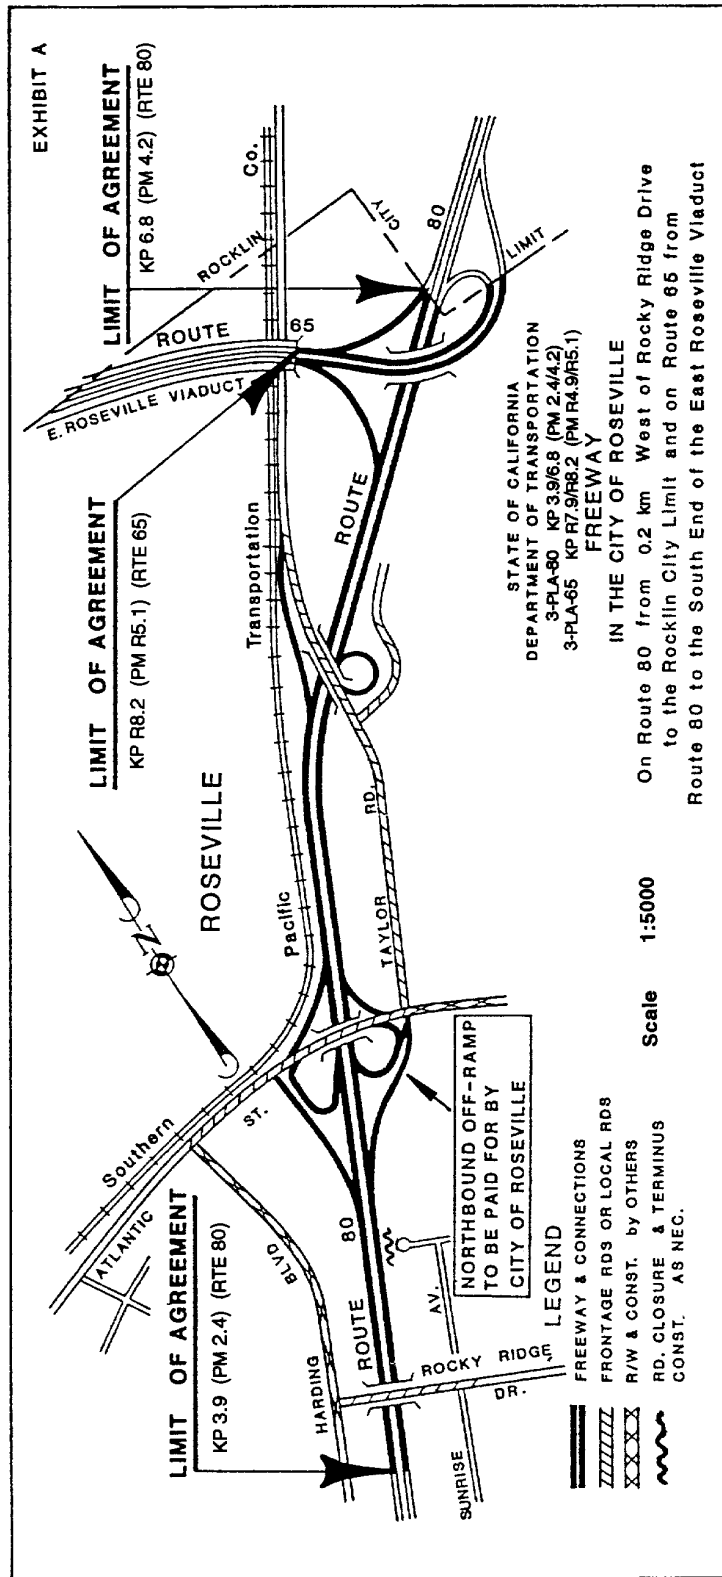 EXHIBIT A
LIMIT OF AGREEMENT
KP 3.9 (PM 2.4) (RTE 80)
LIMIT OF AGREEMENT
KP R8.2 (PM R5.1) (RTE 65)
LIMIT OF AGREEMENT
KP 6.8 (PM 4.2) (RTE 80)
ROSEVILLE
N
Southern
Pacific
Transportation
Co.
ATLANTIC
ST.
HARDING
BLVD
ROUTE
80
ROUTE
80
ROUTE
65
E. ROSEVILLE VIADUCT
ROCKLIN
CITY
LIMIT
TAYLOR
RD.
SUNRISE
AV.
ROCKY RIDGE
DR.
NORTHBOUND OFF-RAMP
TO BE PAID FOR BY
CITY OF ROSEVILLE
LEGEND
FREEWAY & CONNECTIONS
FRONTAGE RDS OR LOCAL RDS
R/W & CONST. by OTHERS
RD. CLOSURE & TERMINUS
CONST. AS NEC.
Scale 1:5000
STATE OF CALIFORNIA
DEPARTMENT OF TRANSPORTATION
3-PLA-80 KP 3.9/6.8 (PM 2.4/4.2)
3-PLA-65 KP R7.9/R8.2 (PM R4.9/R5.1)
FREEWAY
IN THE CITY OF ROSEVILLE
On Route 80 from 0.2 km West of Rocky Ridge Drive
to the Rocklin City Limit and on Route 65 from
Route 80 to the South End of the East Roseville Viaduct